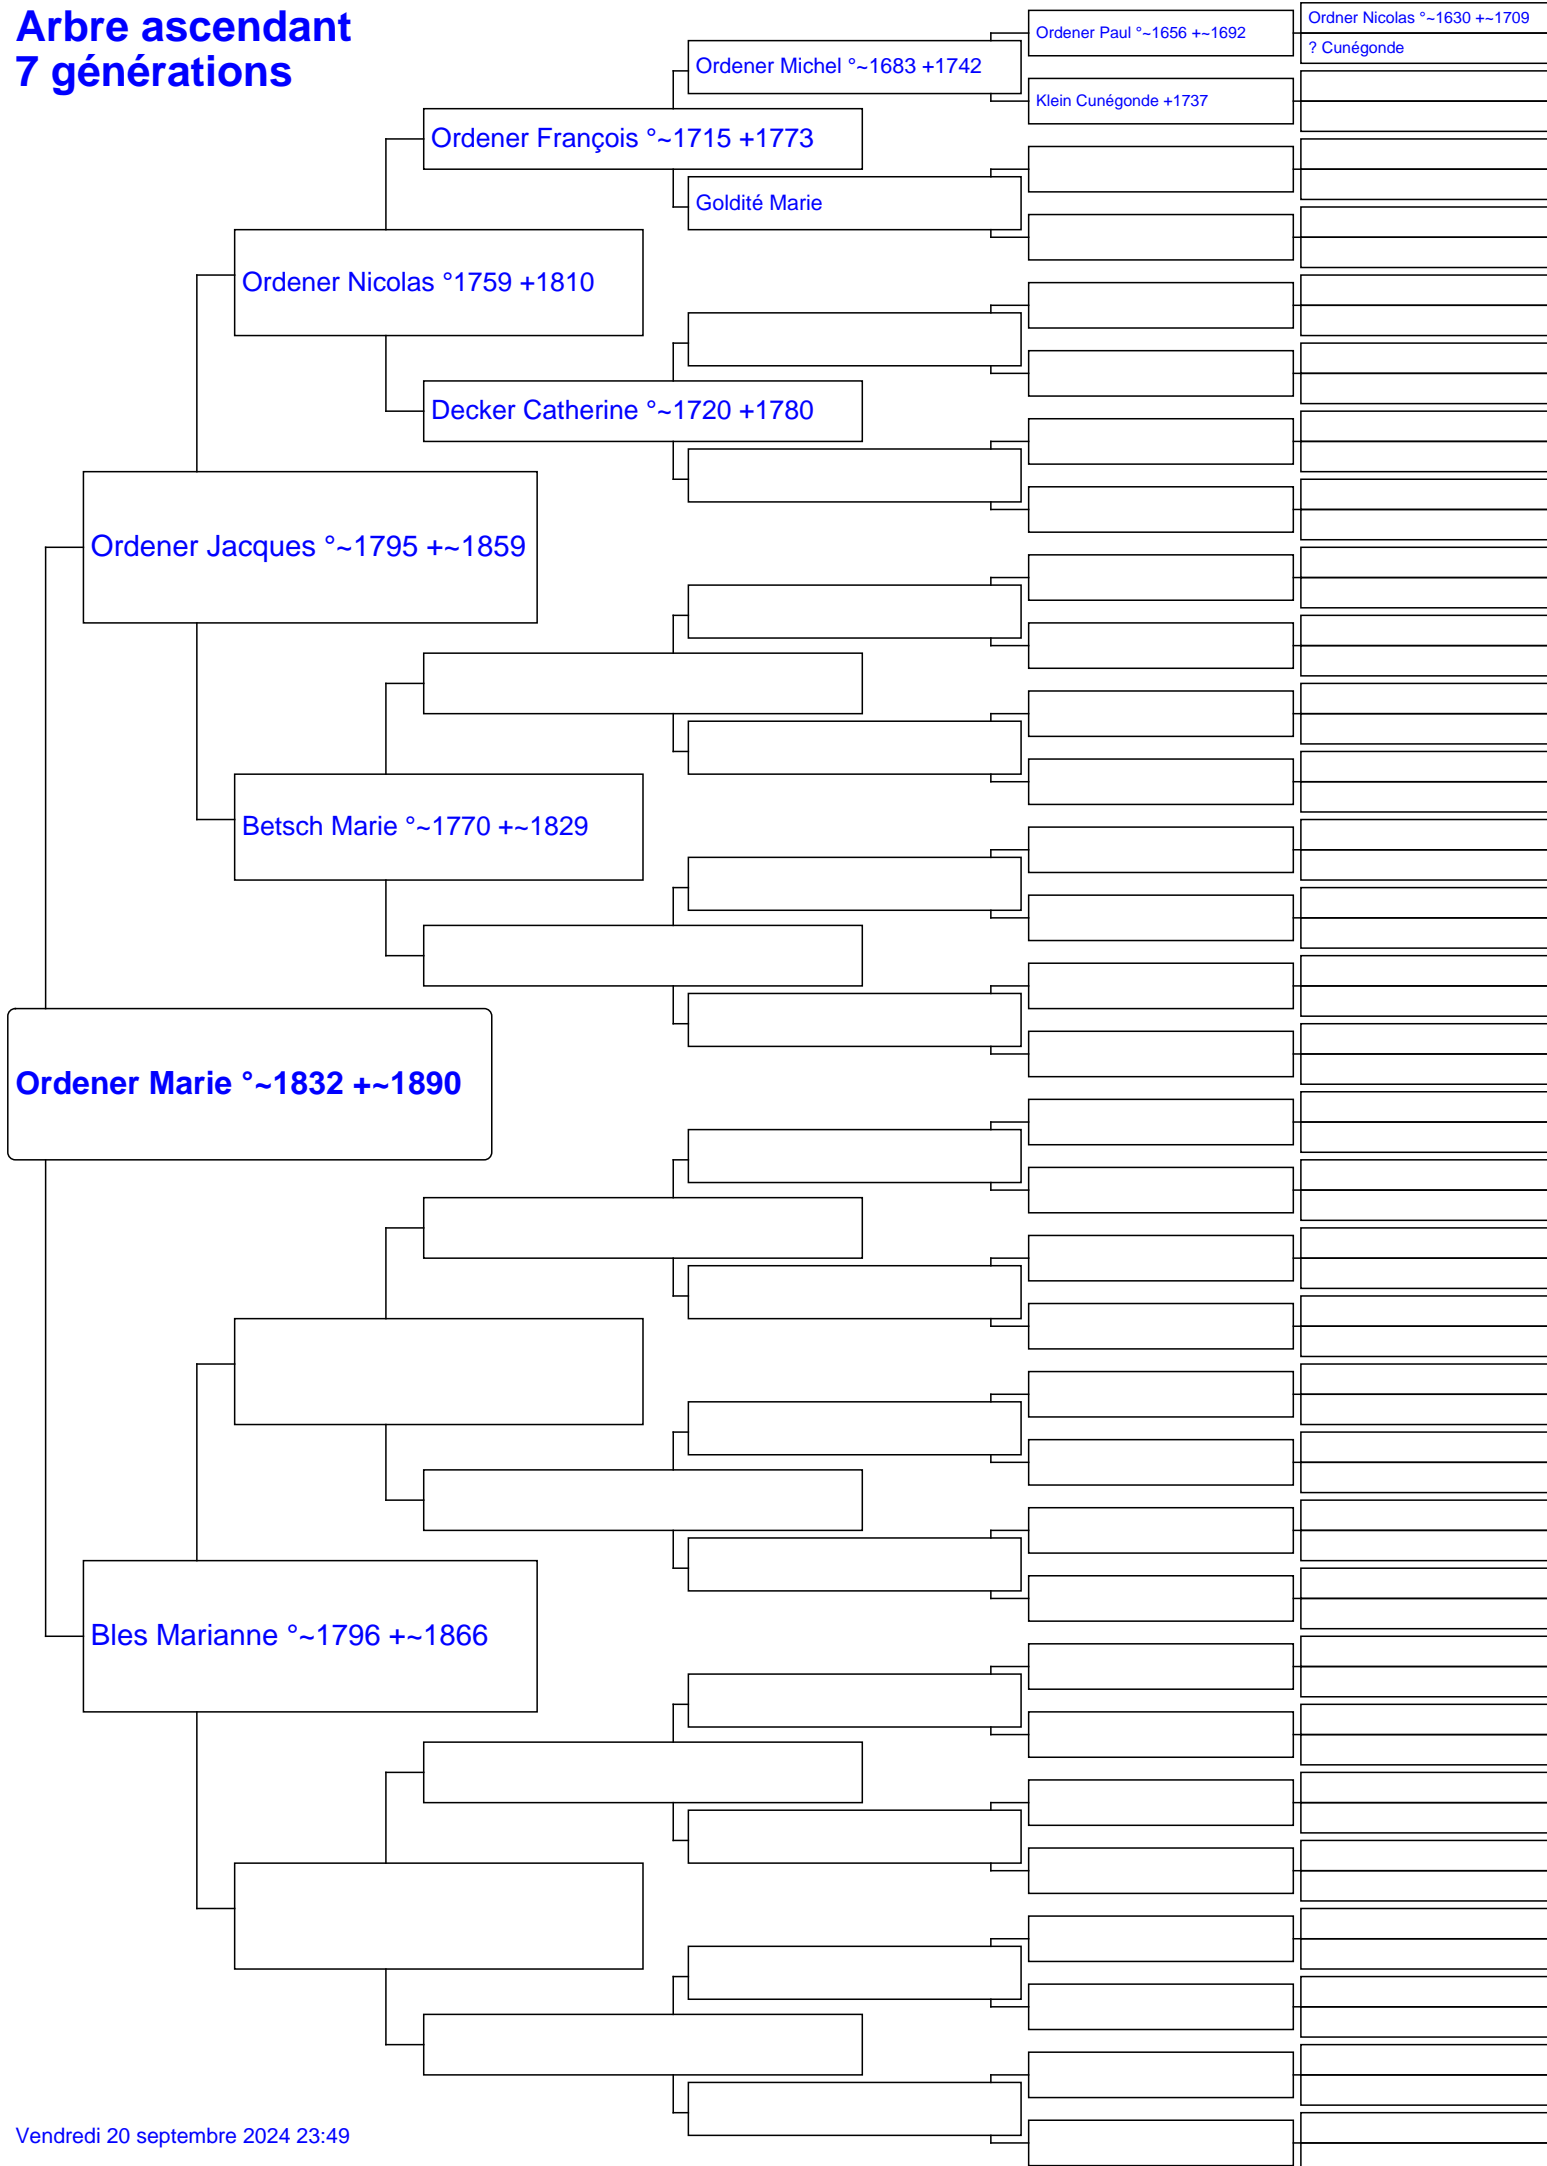 Arbre ascendant
7 générations
Ordner Nicolas °~1630 +~1709
Ordener Paul °~1656 +~1692
? Cunégonde
Ordener Michel °~1683 +1742
Klein Cunégonde +1737
Ordener François °~1715 +1773
Goldité Marie
Ordener Nicolas °1759 +1810
Decker Catherine °~1720 +1780
Ordener Jacques °~1795 +~1859
Betsch Marie °~1770 +~1829
Ordener Marie °~1832 +~1890
Bles Marianne °~1796 +~1866
Vendredi 20 septembre 2024 23:49